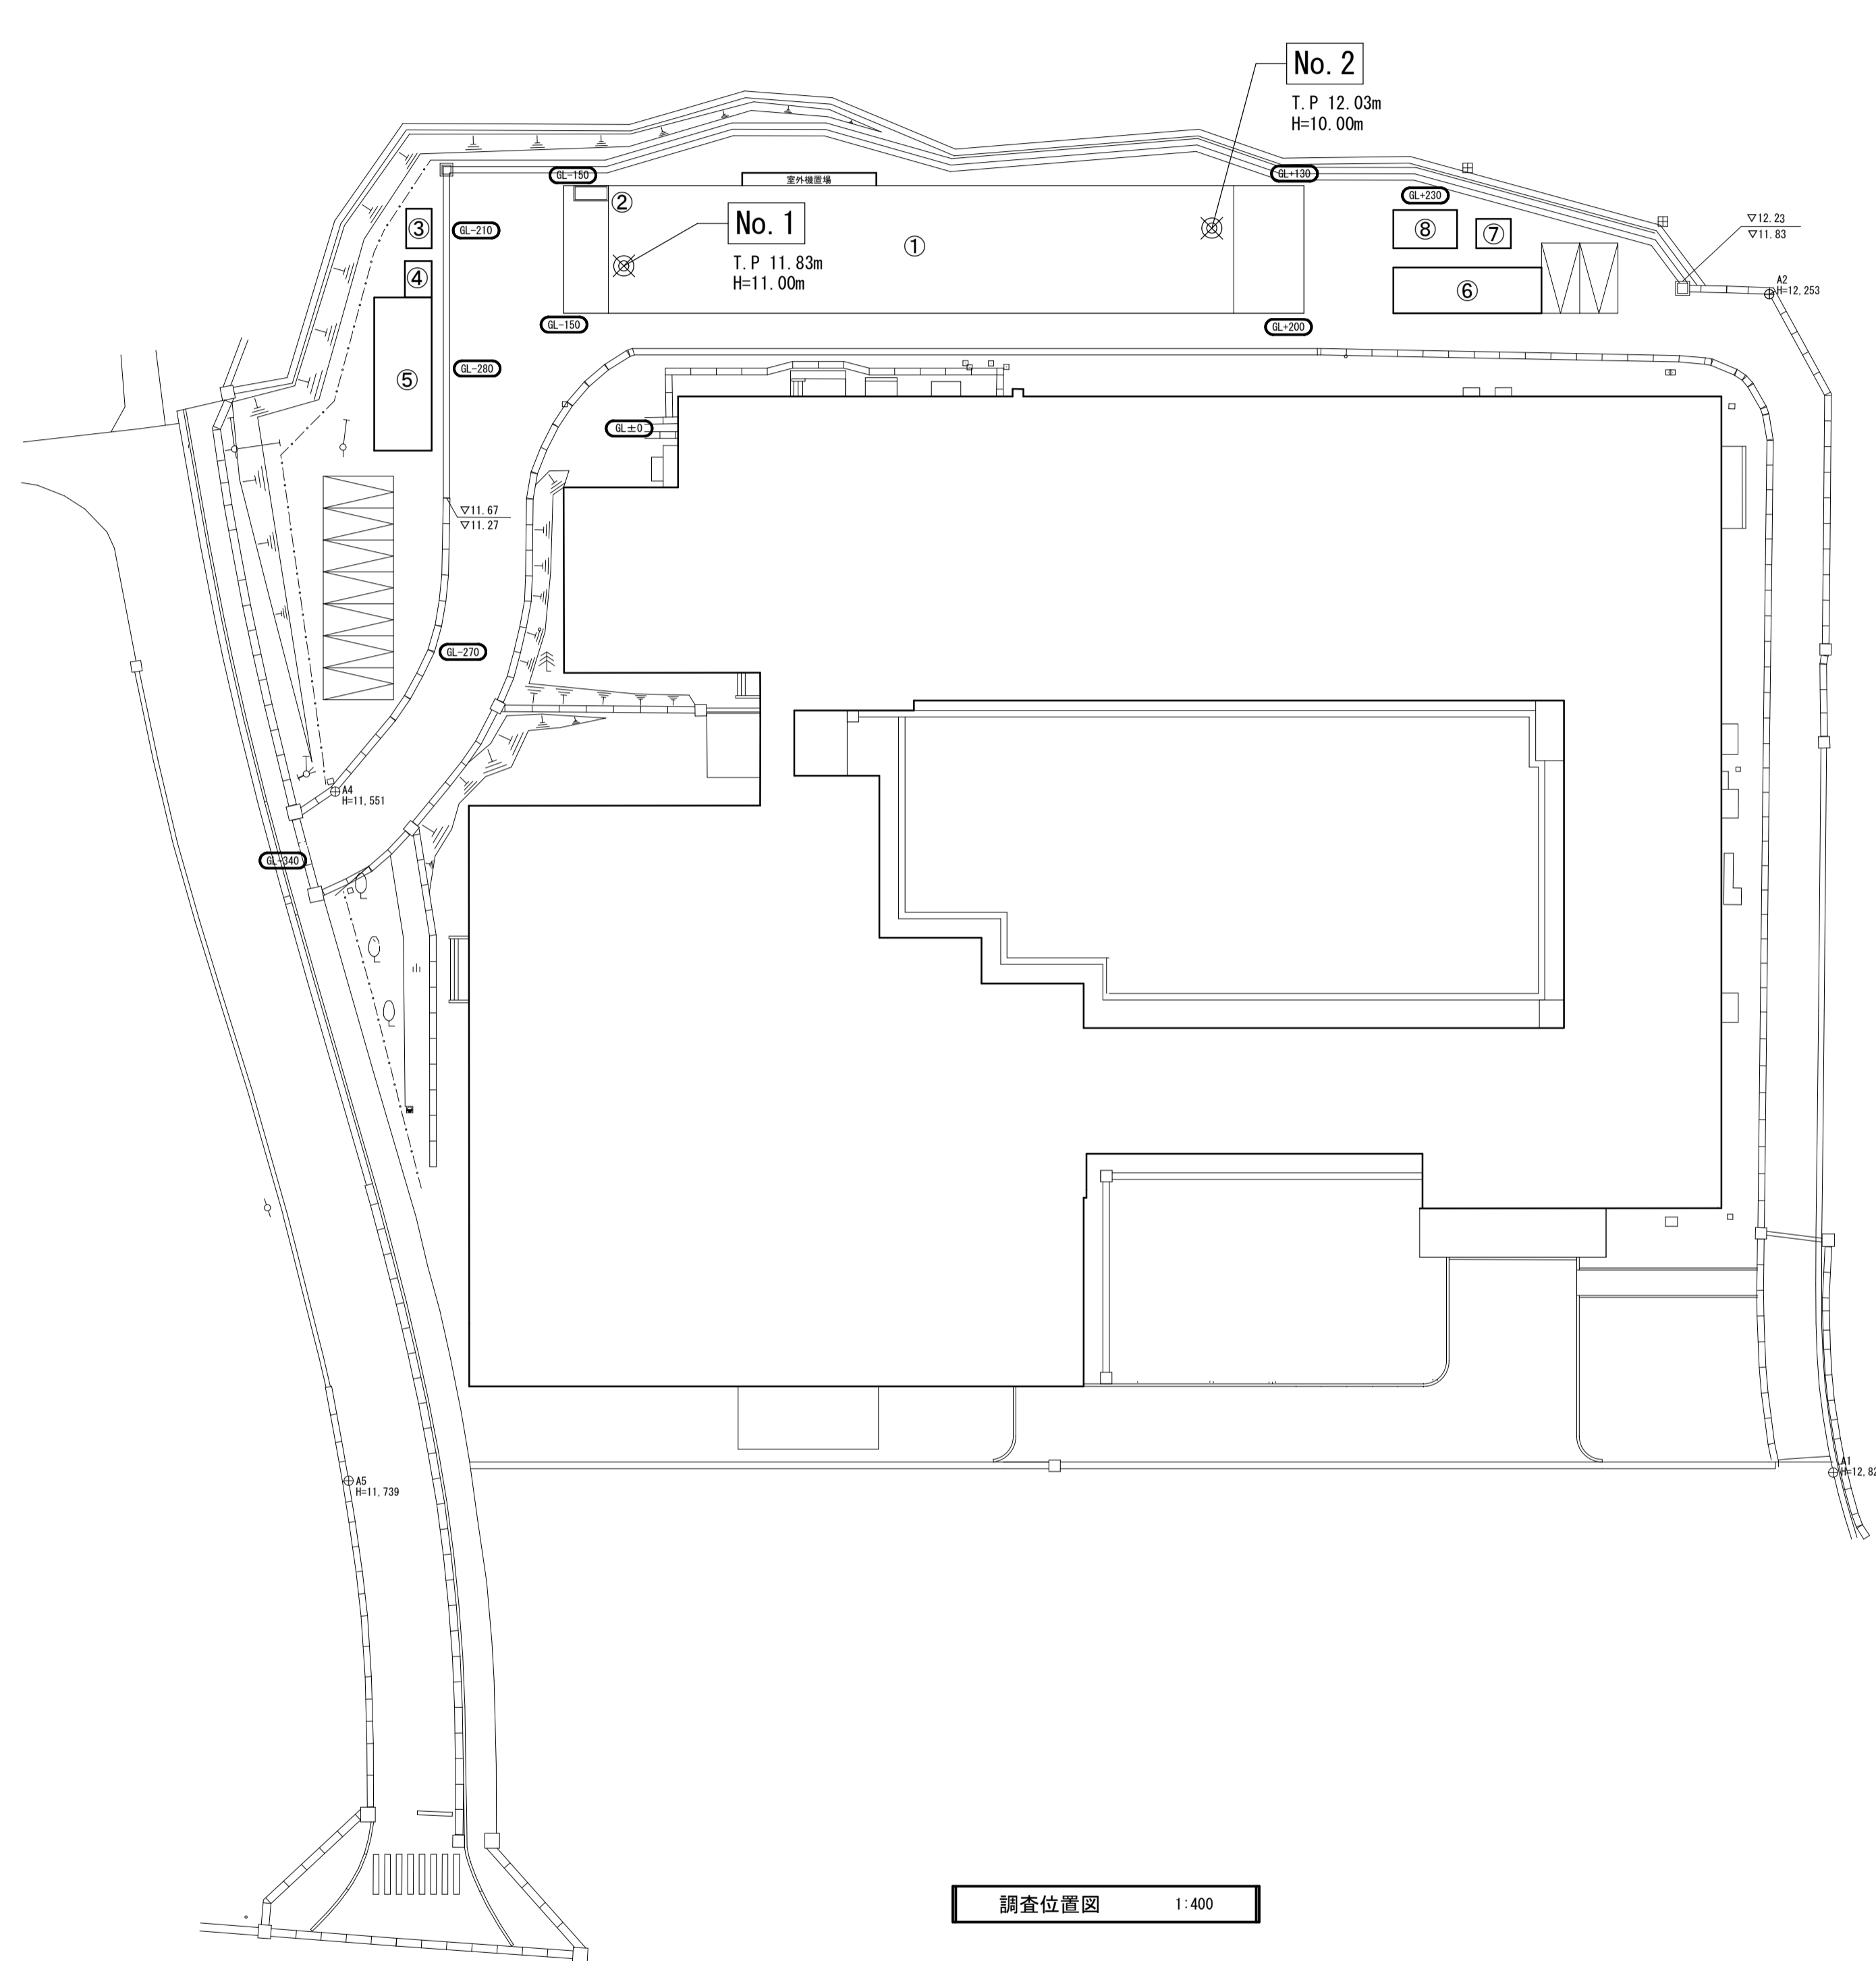 No.2
T.P 12.03m
H=10.00m
GL-150
室外機置場
GL+130
GL+230
②
No.1
T.P 11.83m
H=11.00m
①
③
GL-210
④
⑧
⑦
⑥
▽12.23
▽11.83
A2
H=12,253
GL-150
GL+200
⑤
GL-280
GL±0
▽11.67
▽11.27
GL-270
A4
H=11,551
GL-340
A5
H=11,739
A1
H=12,82
調査位置図 1:400